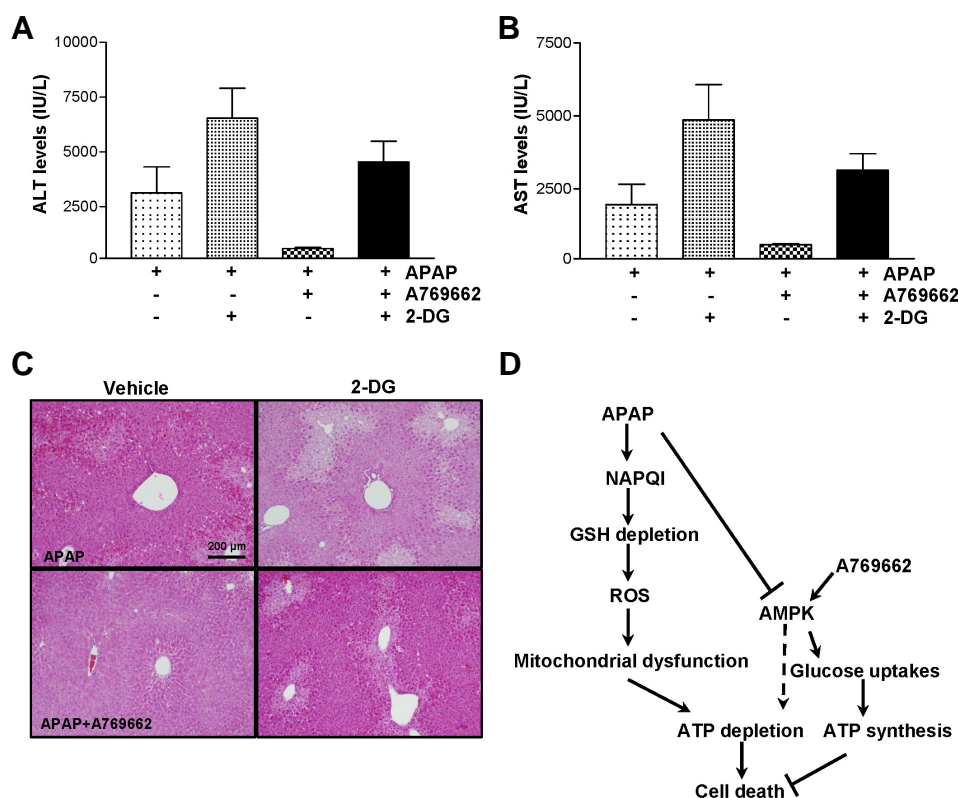 A
10000
7500
5000
2500
0
ALT levels (IU/L)
+ + + + APAP
- - + + A769662
- + - + 2-DG
B
7500
5000
2500
0
AST levels (IU/L)
+ + + + APAP
- - + + A769662
- + - + 2-DG
C
Vehicle 2-DG
200 µm
APAP
APAP+A769662
D
APAP
NAPQI
GSH depletion
A769662
ROS
AMPK
Mitochondrial dysfunction
Glucose uptakes
ATP depletion ATP synthesis
Cell death